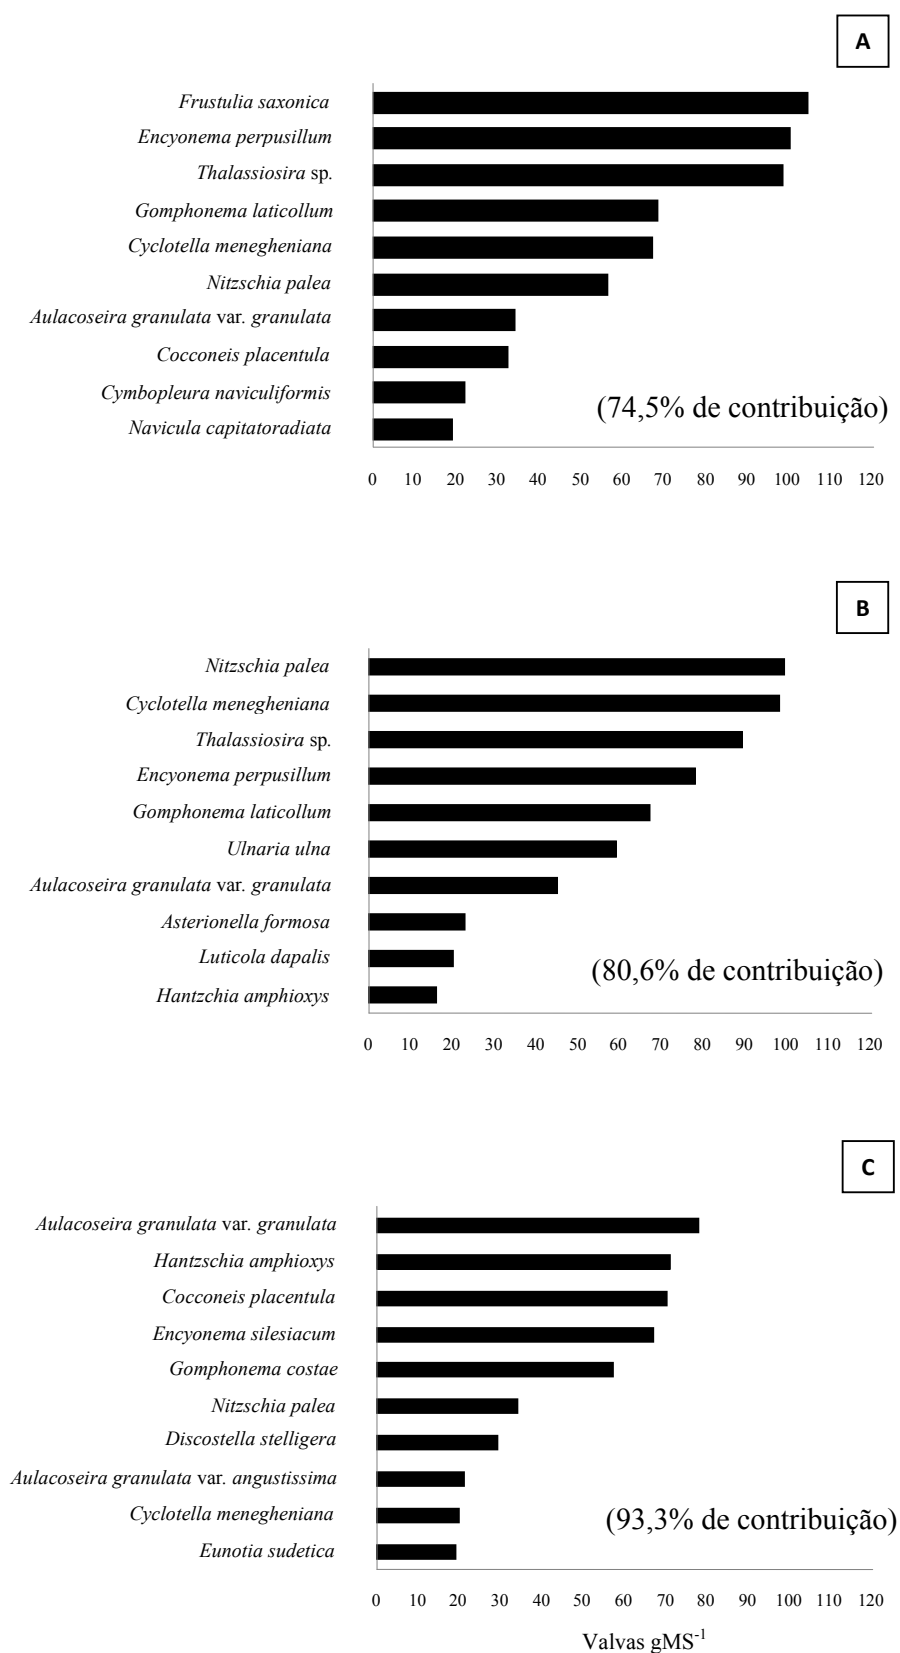 A
Frustulia saxonica
Encyonema perpusillum
Thalassiosira sp.
Gomphonema laticollum
Cyclotella menegheniana
Nitzschia palea
Aulacoseira granulata var. granulata
Cocconeis placentula
Cymbopleura naviculiformis
Navicula capitatoradiata
(74,5% de contribuição)
0 10 20 30 40 50 60 70 80 90 100 110 120
B
Nitzschia palea
Cyclotella menegheniana
Thalassiosira sp.
Encyonema perpusillum
Gomphonema laticollum
Ulnaria ulna
Aulacoseira granulata var. granulata
Asterionella formosa
Luticola dapalis
Hantzchia amphioxys
(80,6% de contribuição)
0 10 20 30 40 50 60 70 80 90 100 110 120
C
Aulacoseira granulata var. granulata
Hantzschia amphioxys
Cocconeis placentula
Encyonema silesiacum
Gomphonema costae
Nitzschia palea
Discostella stelligera
Aulacoseira granulata var. angustissima
Cyclotella menegheniana
Eunotia sudetica
(93,3% de contribuição)
0 10 20 30 40 50 60 70 80 90 100 110 120
Valvas gMS⁻¹